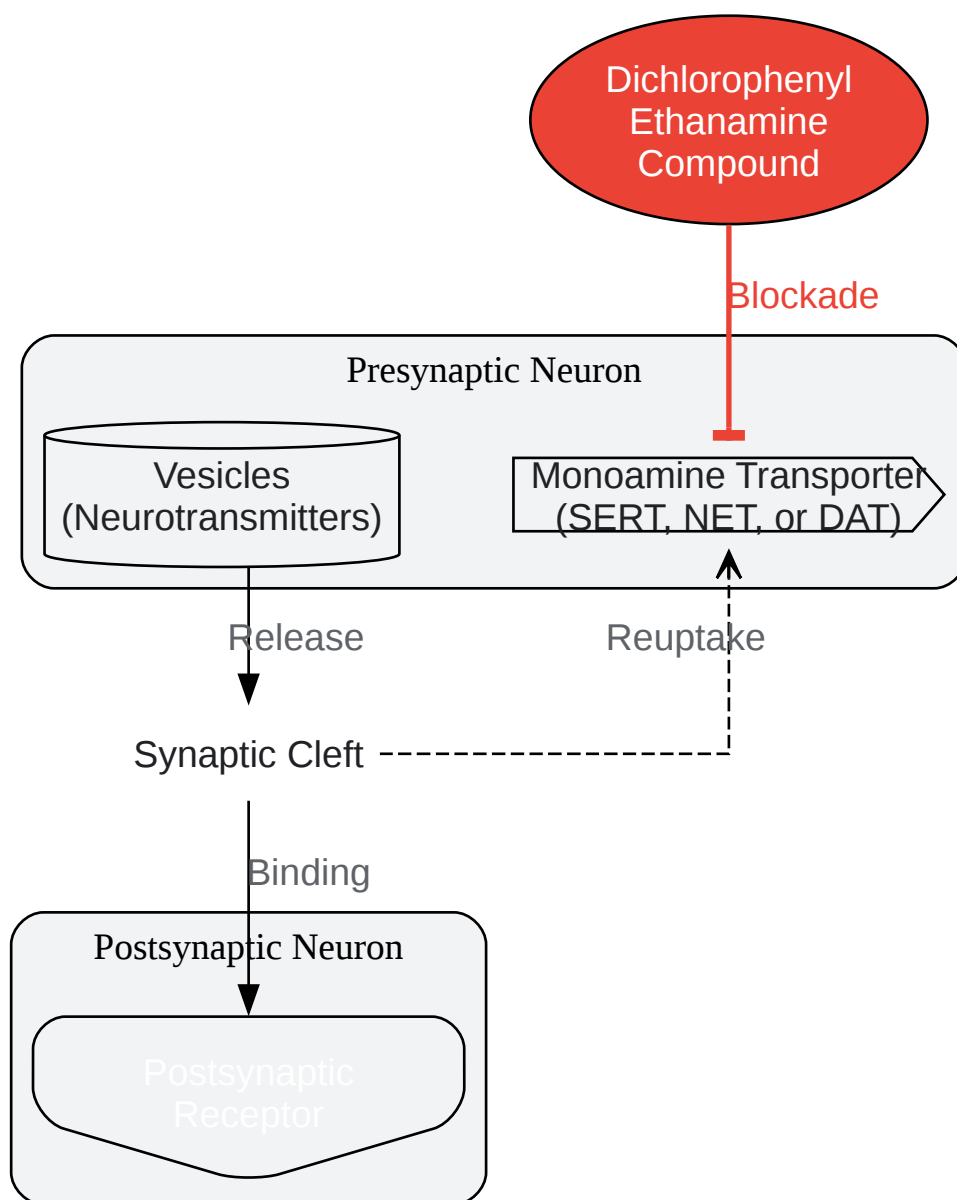 Dichlorophenyl
Ethanamine
Compound
Blockade
Presynaptic Neuron
Vesicles
(Neurotransmitters)
Monoamine Transporter
(SERT, NET, or DAT)
Release
Reuptake
Synaptic Cleft
Binding
Postsynaptic Neuron
Postsynaptic
Receptor